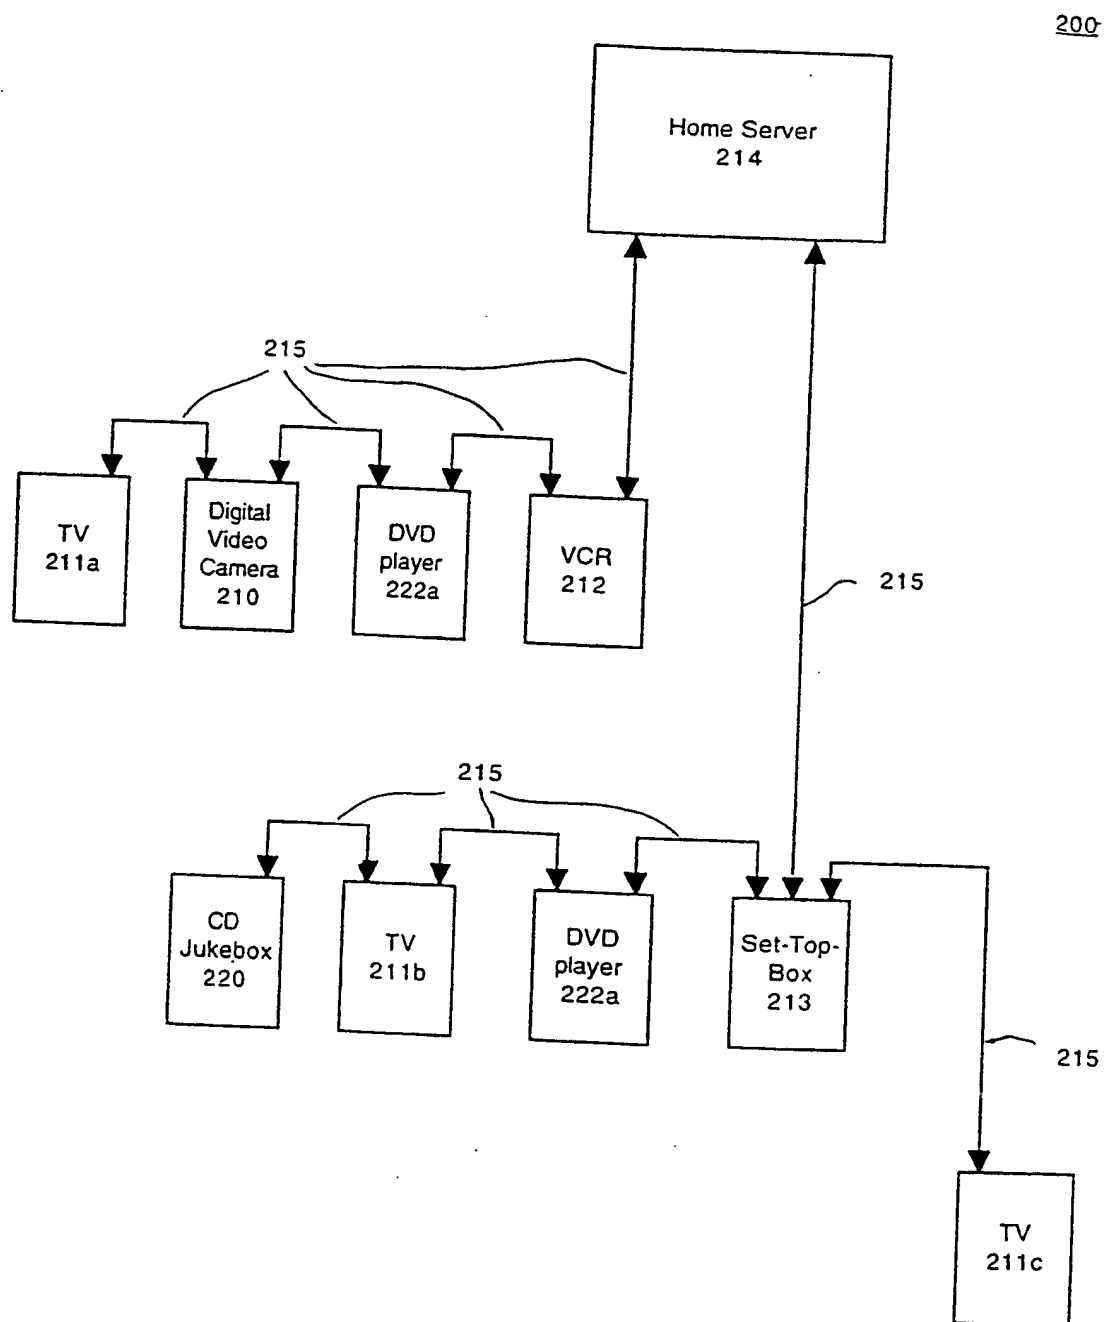 200
Home Server
214
215
TV
211a
Digital
Video
Camera
210
DVD
player
222a
VCR
212
215
215
CD
Jukebox
220
TV
211b
DVD
player
222a
Set-Top-
Box
213
215
TV
211c